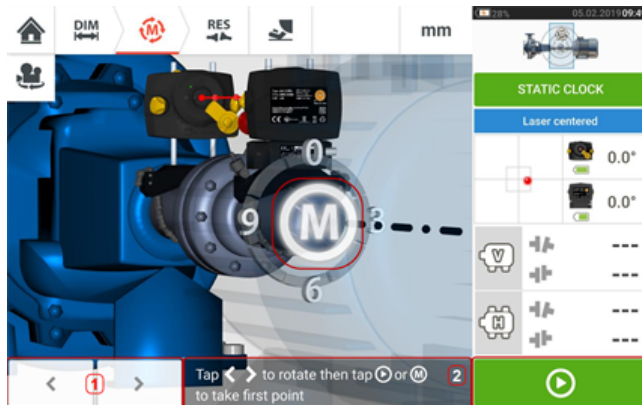 28%
05.02.2019 09:4
DIM
M
RES
mm
STATIC CLOCK
Laser centered
0.0°
0.0°
0
9
M
3
6
V
---
---
H
---
---
1
Tap < > to rotate then tap or M
to take first point
2